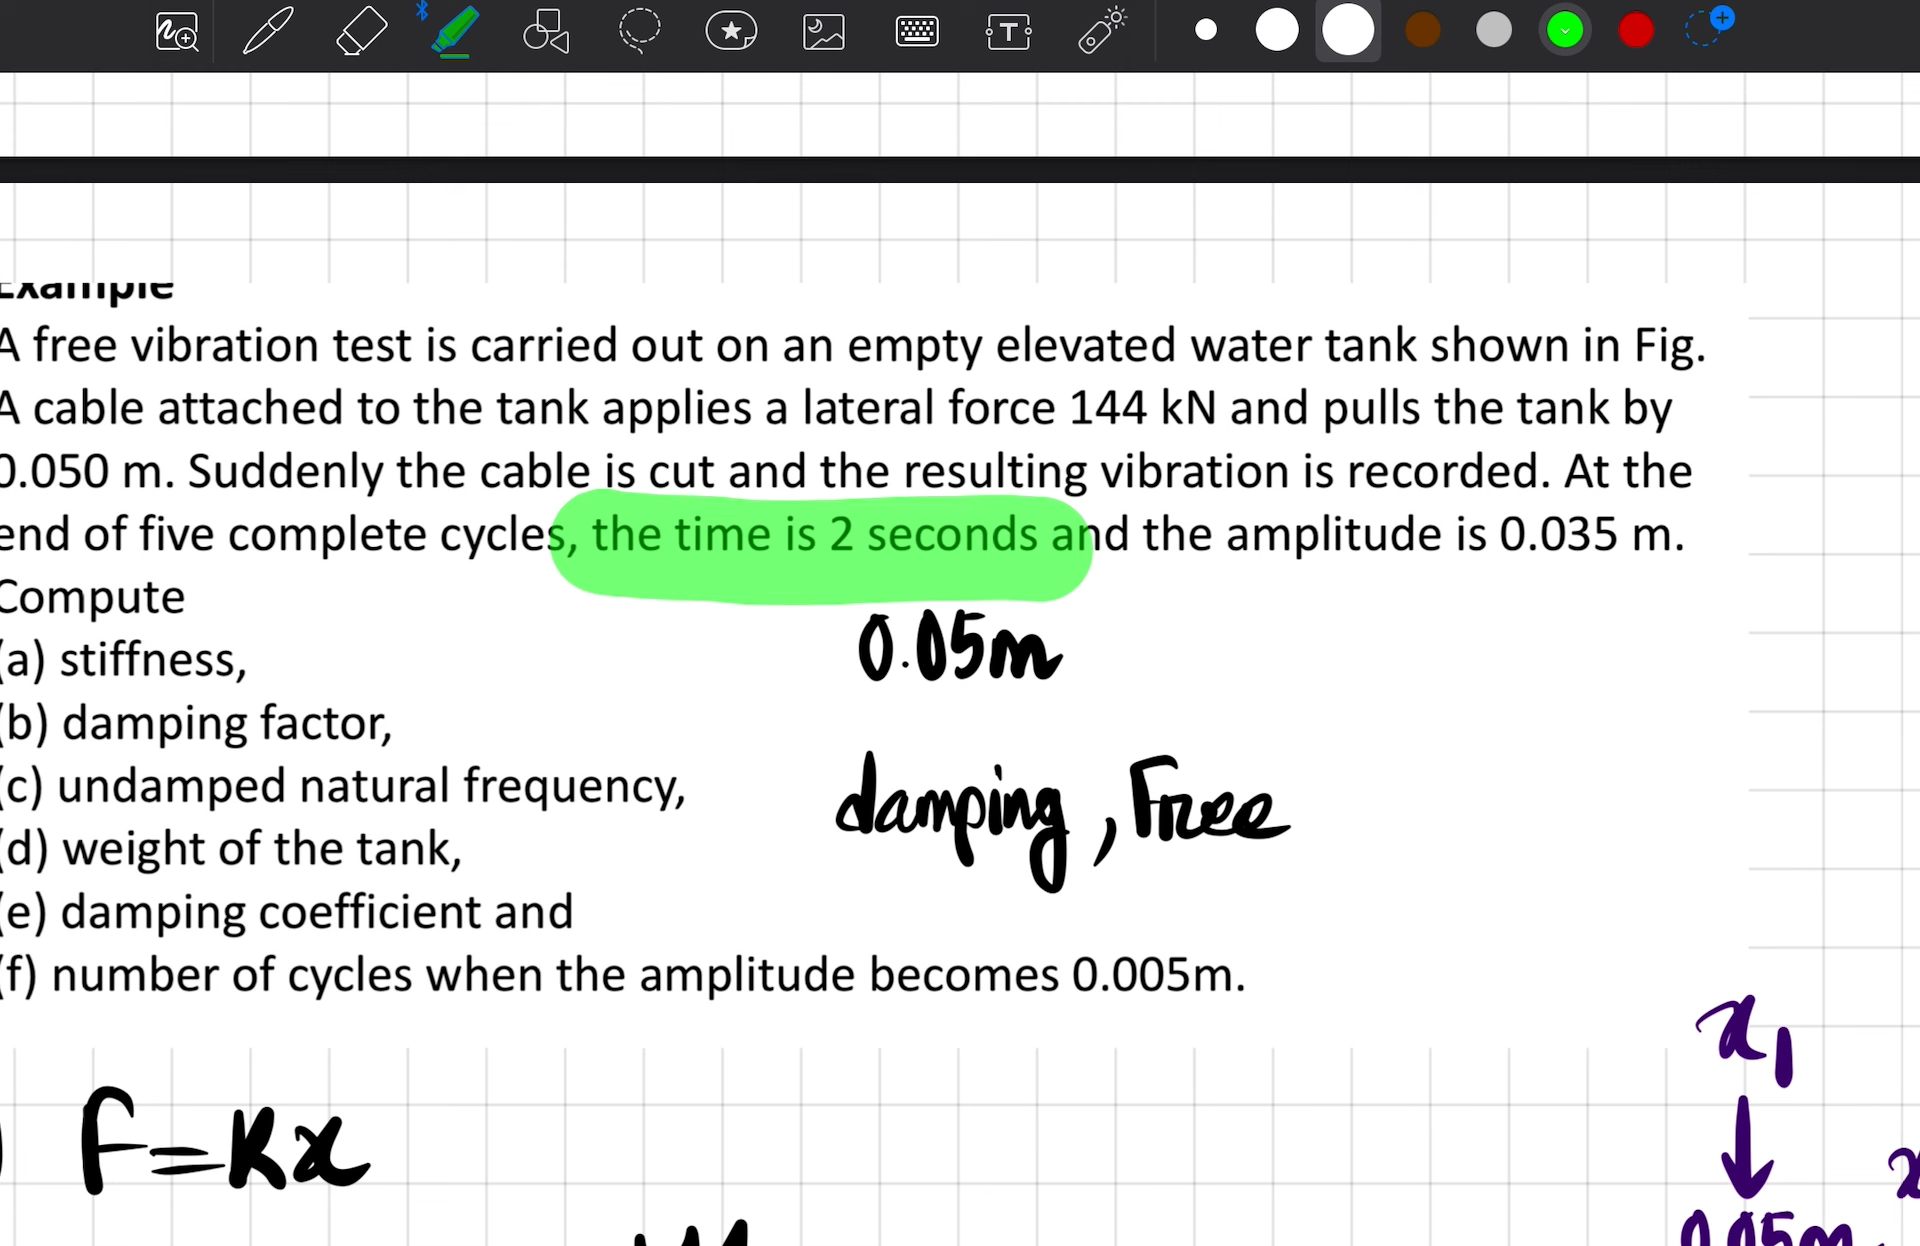 Example
A free vibration test is carried out on an empty elevated water tank shown in Fig.
A cable attached to the tank applies a lateral force 144 kN and pulls the tank by
0.050 m. Suddenly the cable is cut and the resulting vibration is recorded. At the
end of five complete cycles, the time is 2 seconds and the amplitude is 0.035 m.
Compute
(a) stiffness,
0.05m
(b) damping factor,
(c) undamped natural frequency,
damping, Free
(d) weight of the tank,
(e) damping coefficient and
(f) number of cycles when the amplitude becomes 0.005m.
x1
F=Kx
0.05m